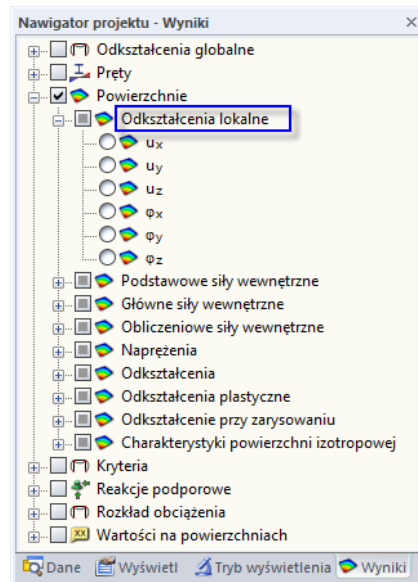 Nawigator projektu - Wyniki
Odkształcenia globalne
Pręty
Powierzchnie
Odkształcenia lokalne
ux
uy
uz
φx
φy
φz
Podstawowe siły wewnętrzne
Główne siły wewnętrzne
Obliczeniowe siły wewnętrzne
Naprężenia
Odkształcenia
Odkształcenia plastyczne
Odkształcenie przy zarysowaniu
Charakterystyki powierzchni izotropowej
Kryteria
Reakcje podporowe
Rozkład obciążenia
xx Wartości na powierzchniach
Dane Wyświetl Tryb wyświetlenia Wyniki